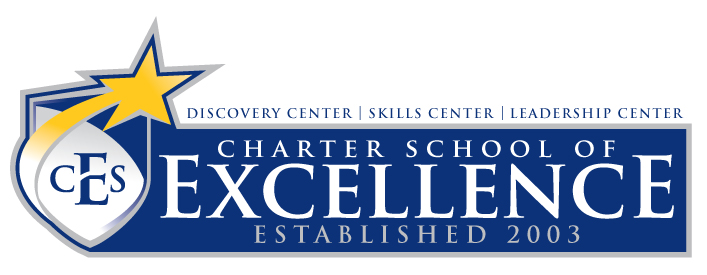 DISCOVERY CENTER | SKILLS CENTER | LEADERSHIP CENTER
CES
CHARTER SCHOOL OF
EXCELLENCE
ESTABLISHED 2003